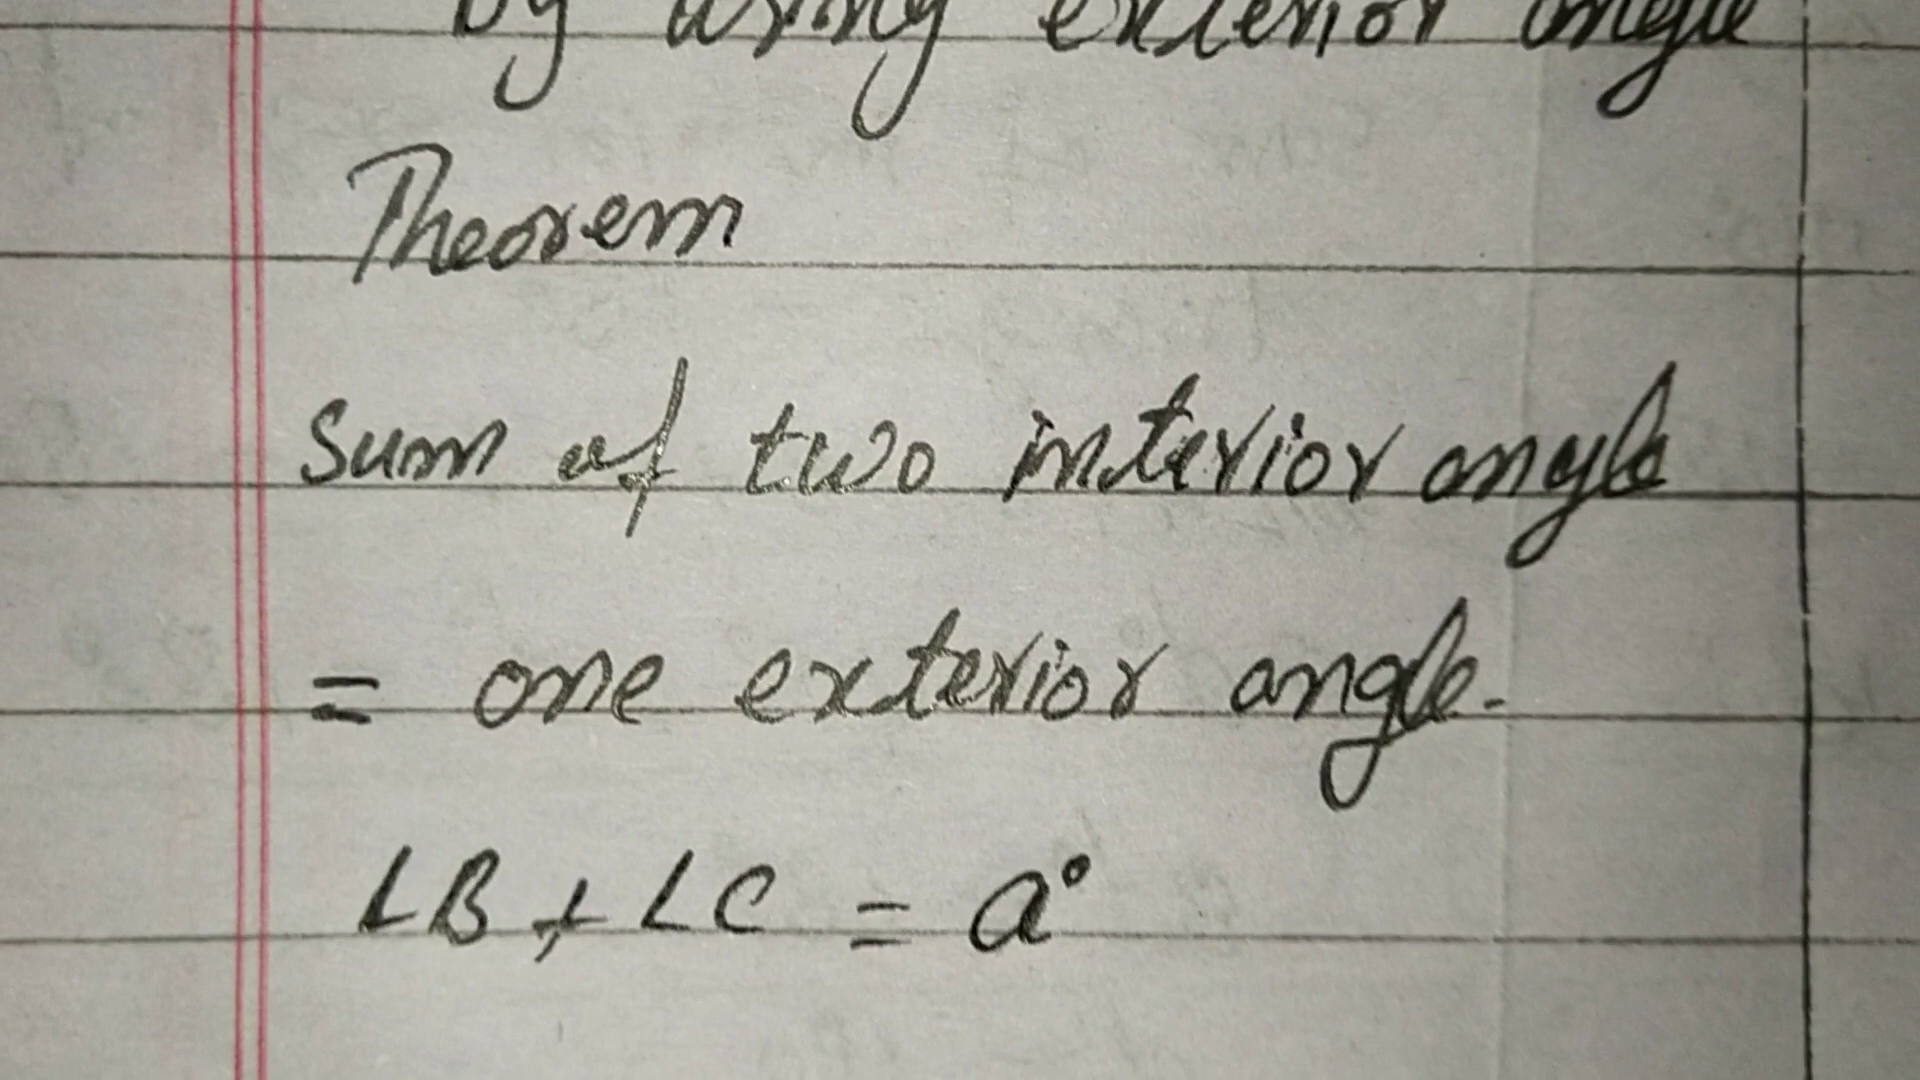 by using exterior angle
Theorem
Sum of two interior angle
= one exterior angle.
∠B + ∠C = a°